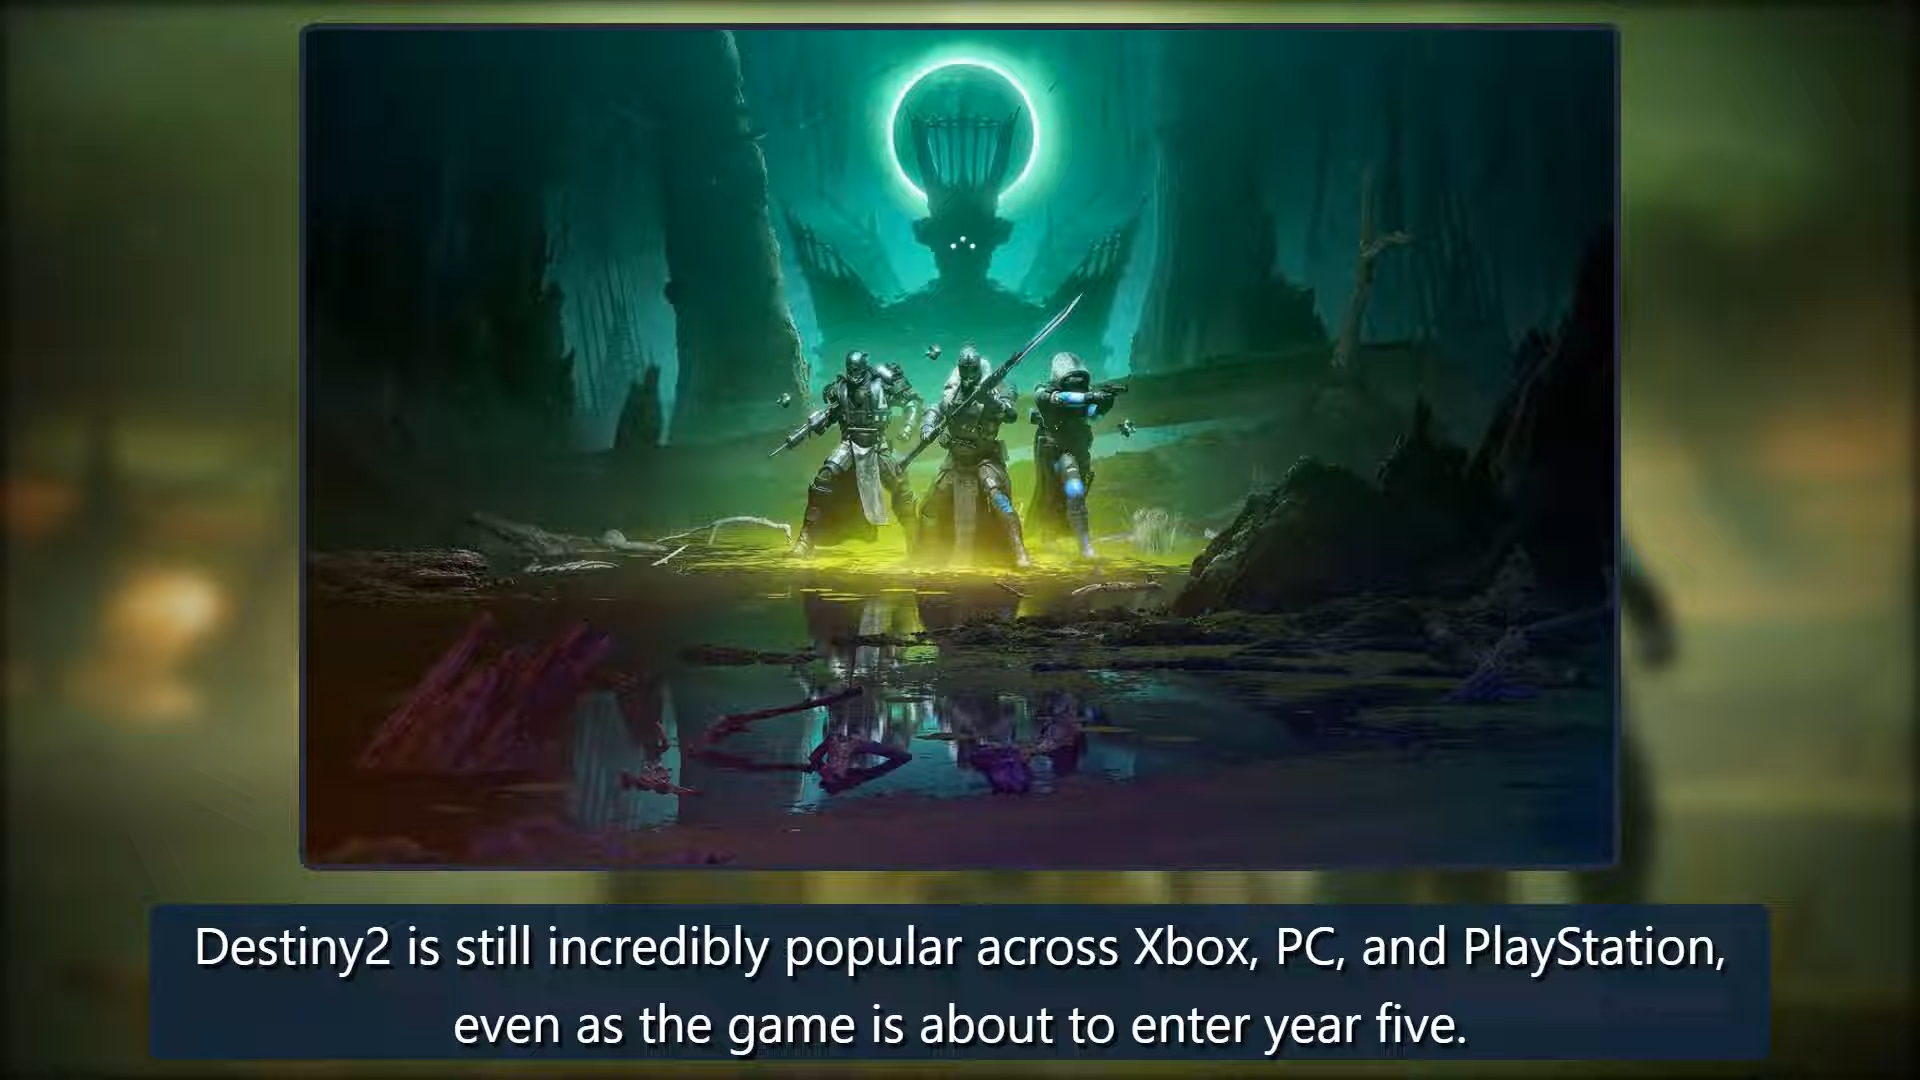 Destiny2 is still incredibly popular across Xbox, PC, and PlayStation,
even as the game is about to enter year five.